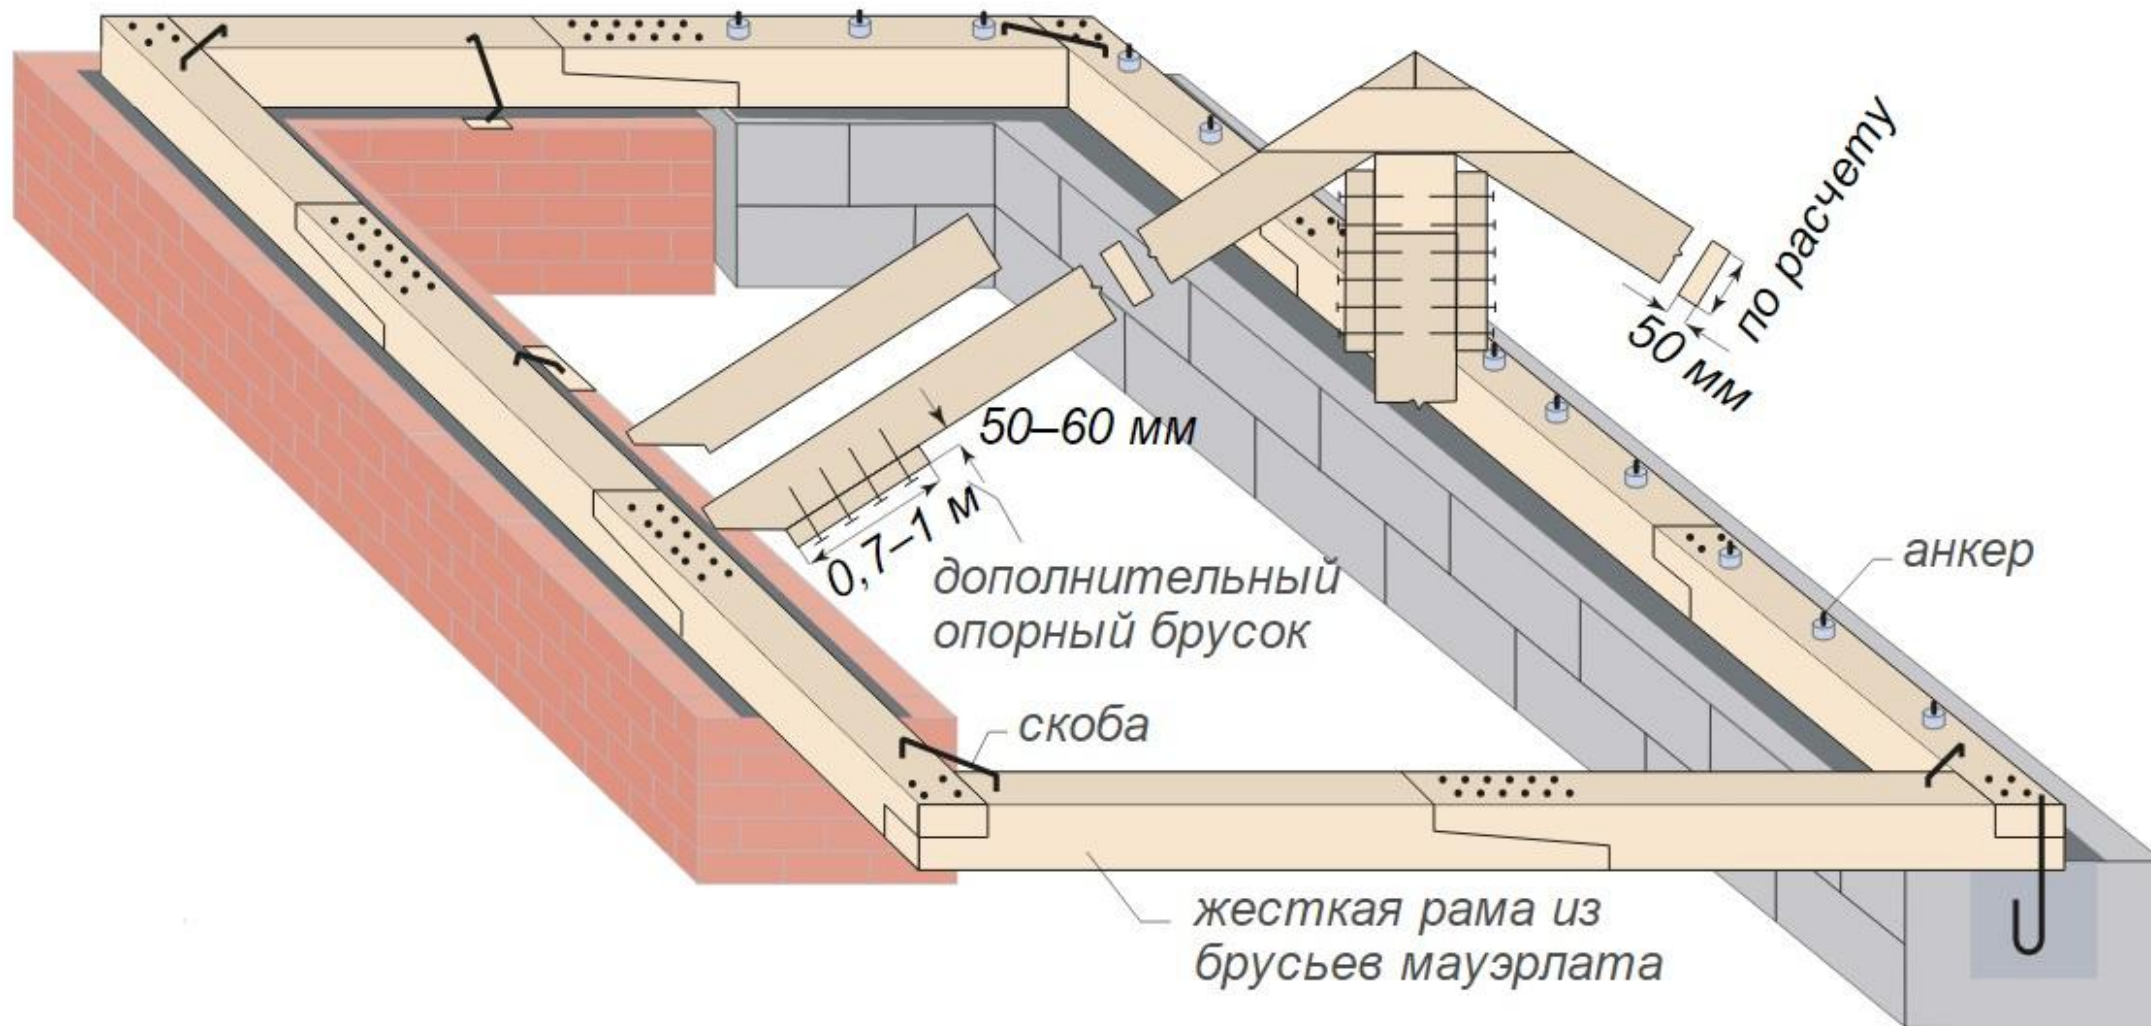 по расчету
50 мм
50–60 мм
0,7–1 м
дополнительный
опорный брусок
анкер
скоба
жесткая рама из
брусьев мауэрлата